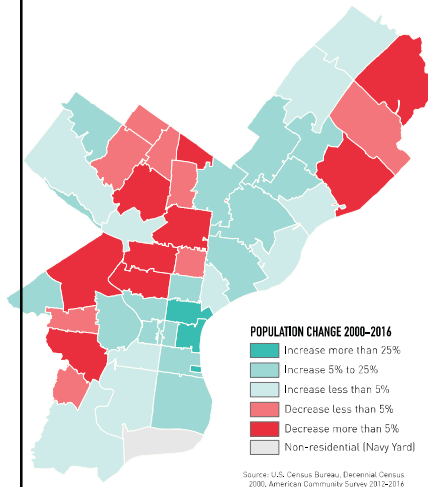 POPULATION CHANGE 2000–2016
Increase more than 25%
Increase 5% to 25%
Increase less than 5%
Decrease less than 5%
Decrease more than 5%
Non-residential (Navy Yard)
Source: U.S. Census Bureau, Decennial Census
2000, American Community Survey 2012-2016